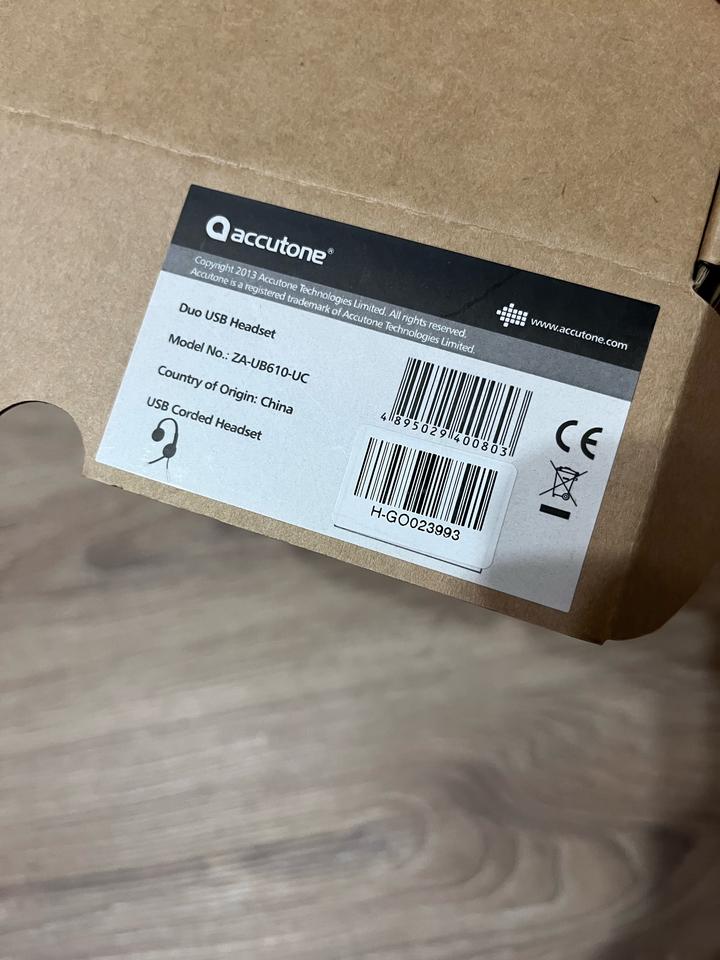 accutone®
Copyright 2013 Accutone Technologies Limited. All rights reserved.
Accutone is a registered trademark of Accutone Technologies Limited.
www.accutone.com
Duo USB Headset
Model No.: ZA-UB610-UC
Country of Origin: China
USB Corded Headset
4 895029 400803
CE
H-GO023993